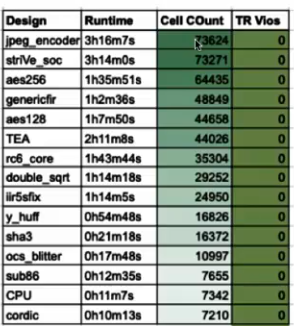 Design Runtime Cell COunt TR Vios
jpeg_encoder 3h16m7s 73624 0
striVe_soc 3h14m0s 73271 0
aes256 1h35m51s 64435 0
genericfir 1h2m36s 48849 0
aes128 1h7m50s 44658 0
TEA 2h11m8s 44026 0
rc6_core 1h43m44s 35304 0
double_sqrt 1h14m18s 29252 0
iir5sfix 1h14m5s 24950 0
y_huff 0h54m48s 16826 0
sha3 0h21m18s 16372 0
ocs_blitter 0h17m48s 10997 0
sub86 0h12m35s 7655 0
CPU 0h11m7s 7342 0
cordic 0h10m13s 7210 0